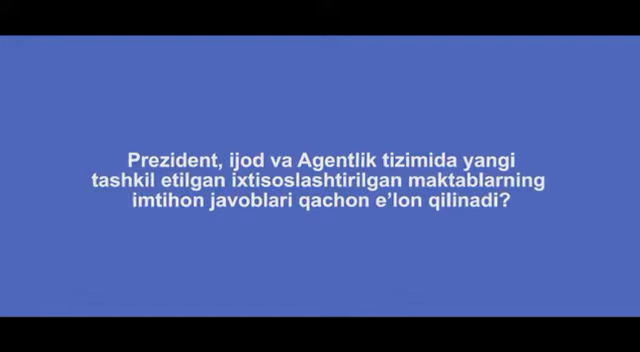 Prezident, ijod va Agentlik tizimida yangi
tashkil etilgan ixtisoslashtirilgan maktablarning
imtihon javoblari qachon e’lon qilinadi?